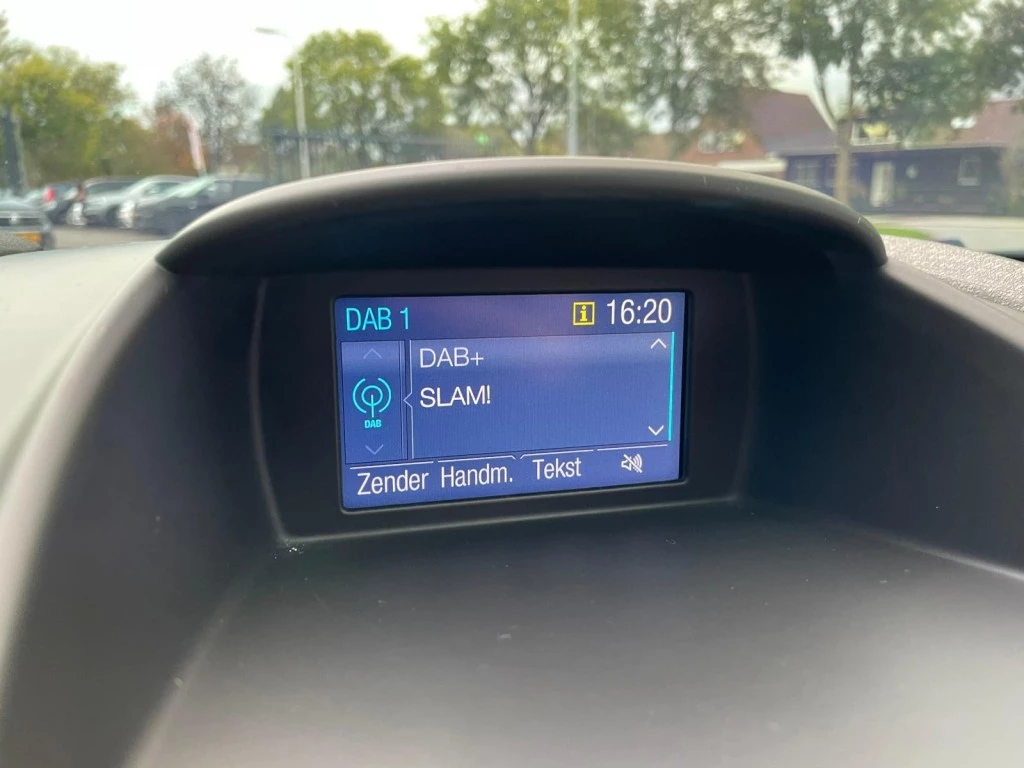 DAB 1 i 16:20
DAB+
SLAM!
DAB
Zender Handm. Tekst